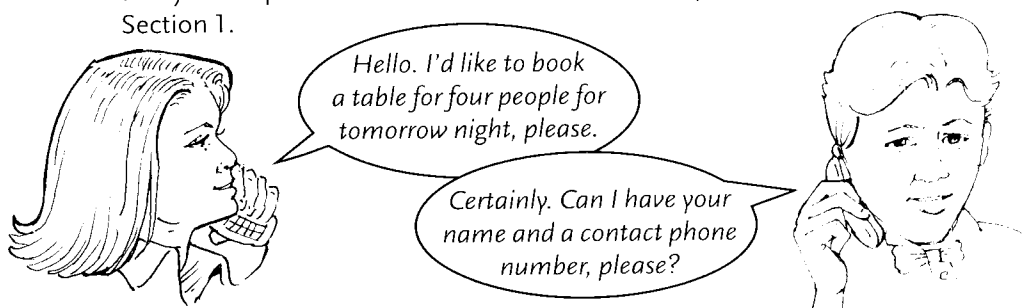 Section 1.
Hello. I'd like to book
a table for four people for
tomorrow night, please.
Certainly. Can I have your
name and a contact phone
number, please?